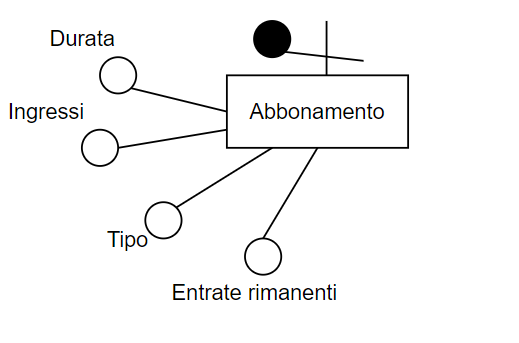 Durata
Ingressi
Abbonamento
Tipo
Entrate rimanenti